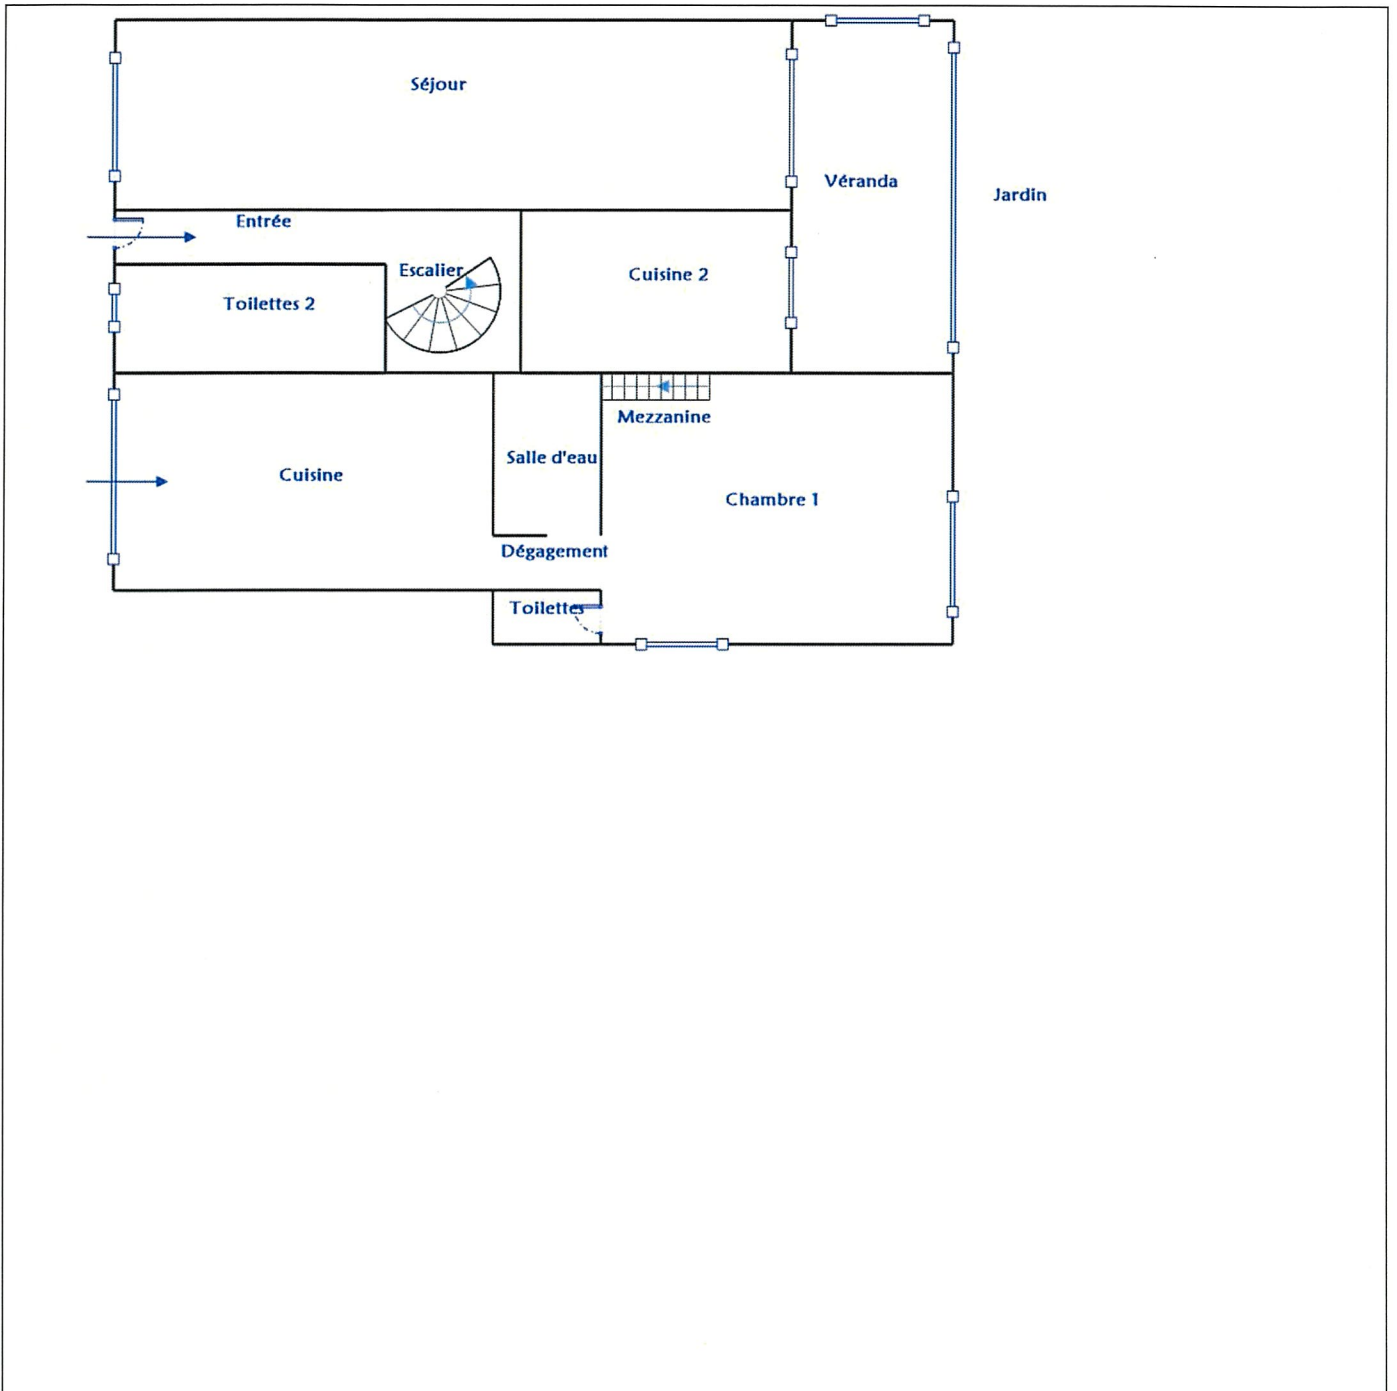 Séjour
Véranda
Jardin
Entrée
Escalier
Cuisine 2
Toilettes 2
Mezzanine
Salle d'eau
Cuisine
Chambre 1
Dégagement
Toilettes